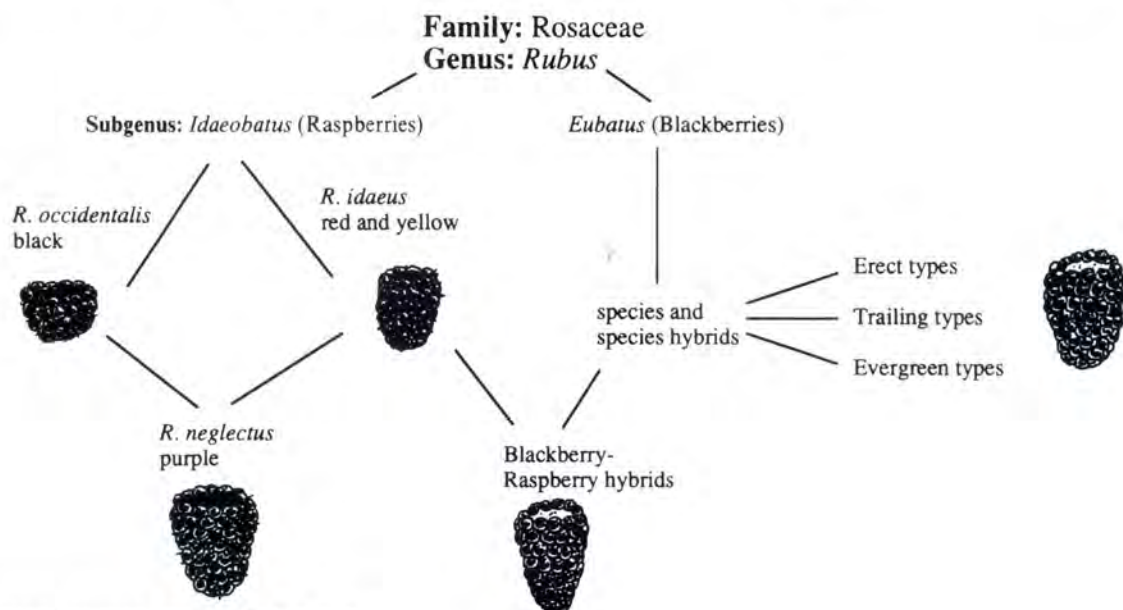 Family: Rosaceae
Genus: Rubus
Subgenus: Idaeobatus (Raspberries)
Eubatus (Blackberries)
R. occidentalis
black
R. idaeus
red and yellow
species and
species hybrids
Erect types
Trailing types
Evergreen types
R. neglectus
purple
Blackberry-
Raspberry hybrids